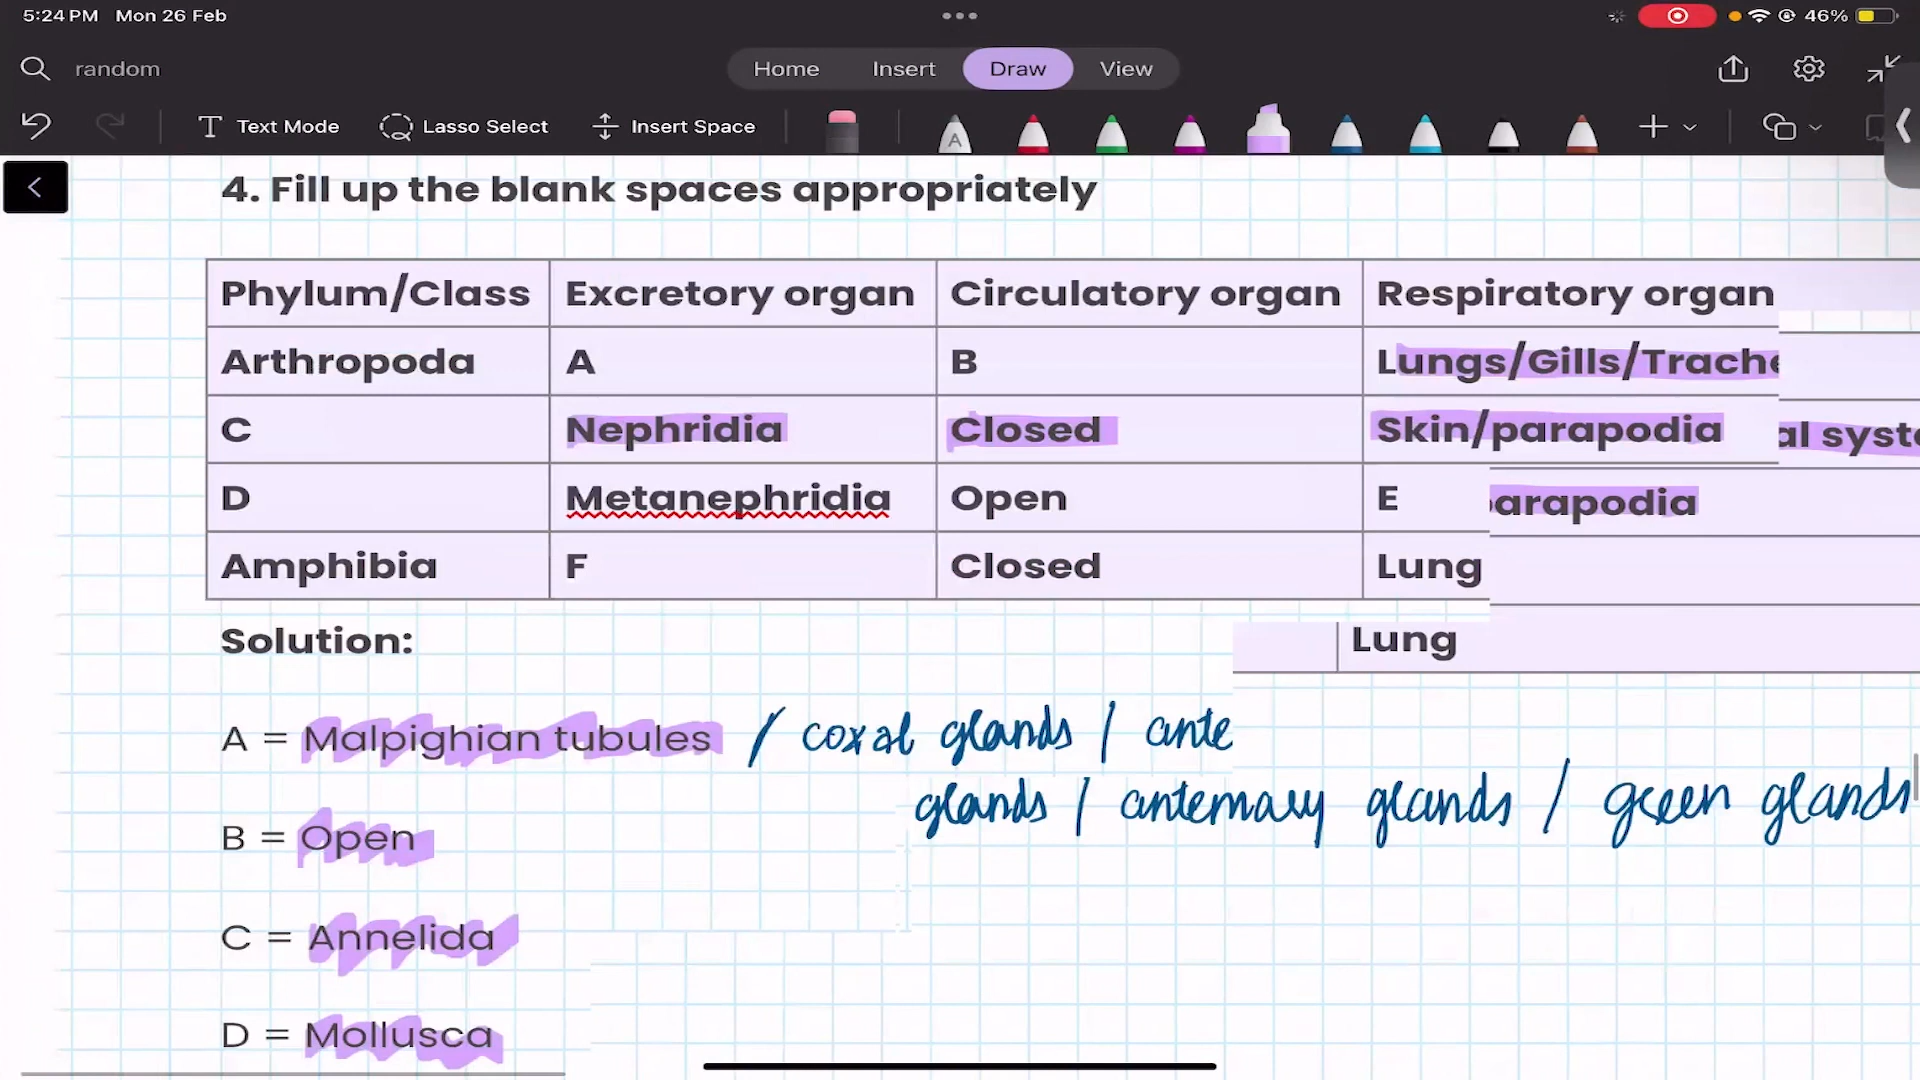 5:24 PM Mon 26 Feb
46%
random
Home Insert Draw View
Text Mode Lasso Select Insert Space
4. Fill up the blank spaces appropriately
Phylum/Class Excretory organ Circulatory organ Respiratory organ
Arthropoda A B Lungs/Gills/Trache
C Nephridia Closed Skin/parapodia
al syste
D Metanephridia Open E
arapodia
Amphibia F Closed Lung
Solution:
Lung
A = Malpighian tubules / coxal glands / ante
glands / antennary glands / green glands
B = Open
C = Annelida
D = Mollusca